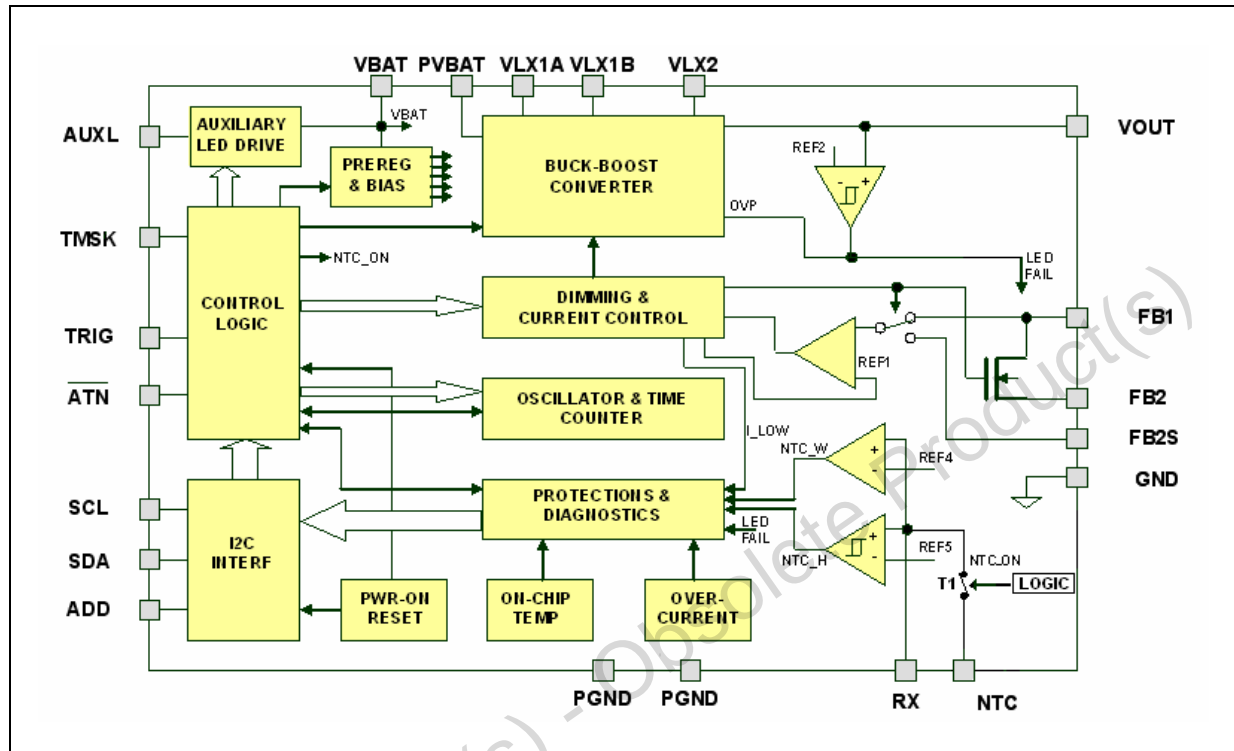 VBAT PVBAT VLX1A VLX1B VLX2
AUXL
AUXILIARY
LED DRIVE
VBAT
PREREG
& BIAS
BUCK-BOOST
CONVERTER
REF2
- +
VOUT
OVP
TMSK
NTC_ON
LED
FAIL
CONTROL
LOGIC
DIMMING &
CURRENT CONTROL
TRIG
REF1
FB1
ATN
OSCILLATOR & TIME
COUNTER
FB2
I_LOW
FB2S
NTC_W
+
-
REF4
GND
SCL
PROTECTIONS &
DIAGNOSTICS
LED
FAIL
I2C
INTERF
SDA
NTC_H
+
-
REF5
NTC_ON
T1
LOGIC
ADD
PWR-ON
RESET
ON-CHIP
TEMP
OVER-
CURRENT
PGND PGND RX NTC
(s) - Obsolete Product(s)